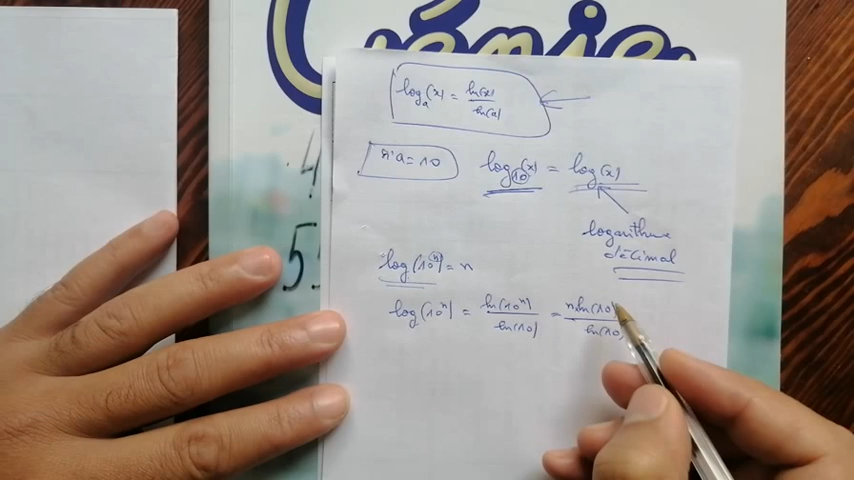 Génie
log_a(x) = ln(x)/ln(a)
si a = 10
log_10(x) = log(x)
logarithme
décimal
log(10^n) = n
log(10^n) = ln(10^n)/ln(10) = n ln(10)/ln(10)